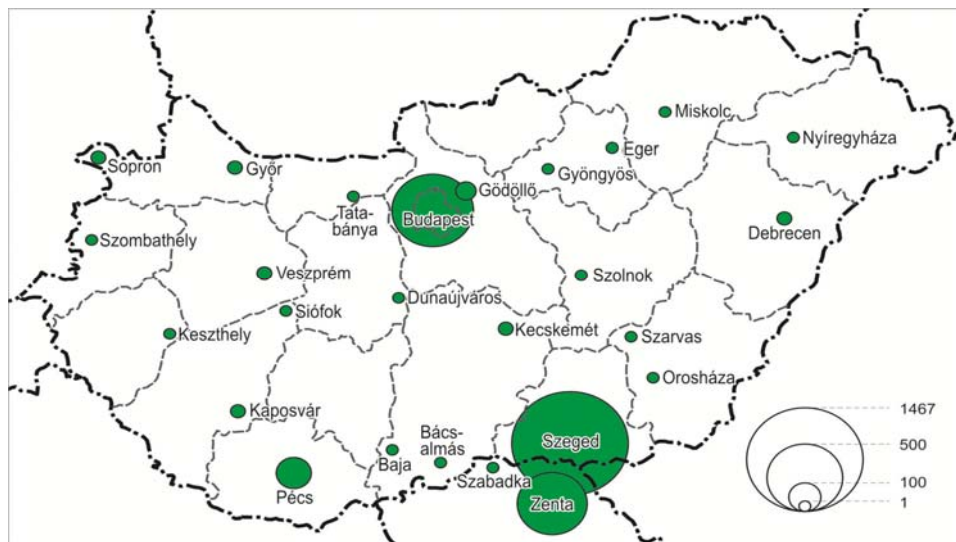 Miskolc
Nyíregyháza
Eger
Sopron
Győr
Gyöngyös
Gödöllő
Tata-
bánya
Budapest
Debrecen
Szombathely
Veszprém
Szolnok
Dunaújváros
Siófok
Kecskemét
Keszthely
Szarvas
Orosháza
Kaposvár
1467
Bács-
almás
Szeged
500
Baja
Szabadka
100
Pécs
Zenta
1